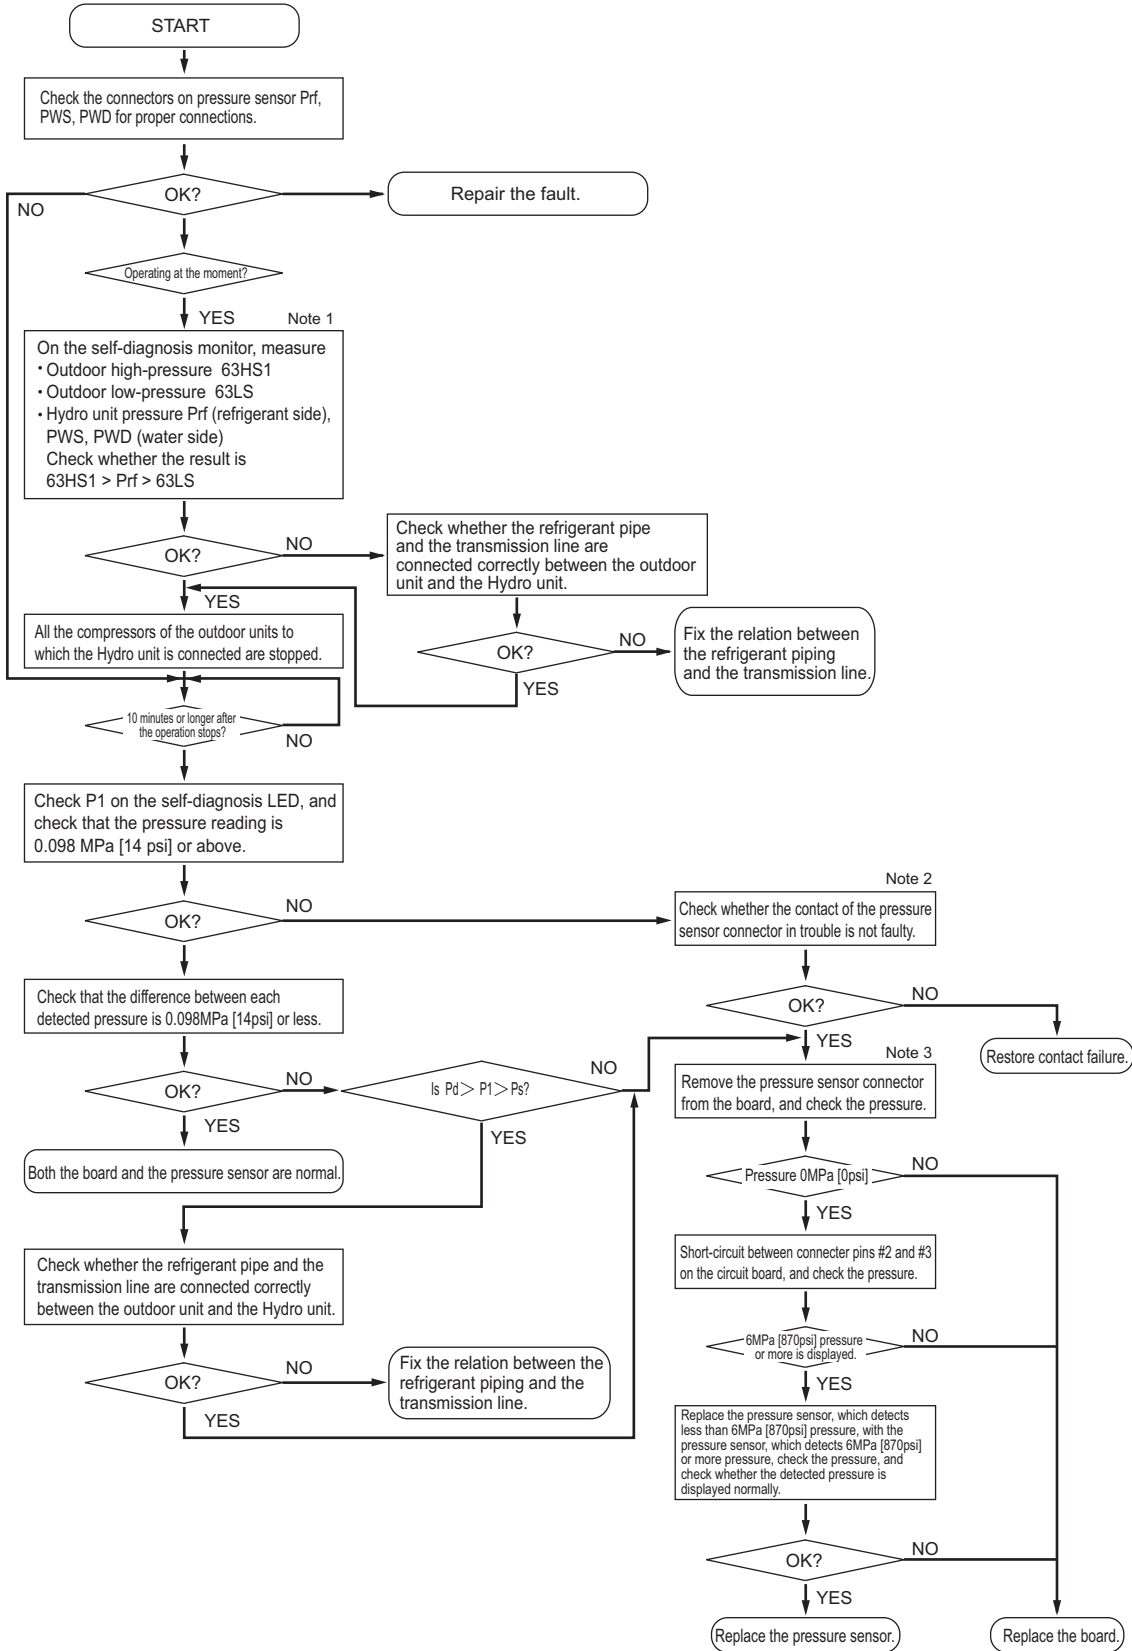 START
Check the connectors on pressure sensor Prf,
PWS, PWD for proper connections.
OK?
NO
Repair the fault.
Operating at the moment?
YES
Note 1
On the self-diagnosis monitor, measure
• Outdoor high-pressure 63HS1
• Outdoor low-pressure 63LS
• Hydro unit pressure Prf (refrigerant side),
PWS, PWD (water side)
Check whether the result is
63HS1 > Prf > 63LS
OK?
NO
YES
Check whether the refrigerant pipe
and the transmission line are
connected correctly between the outdoor
unit and the Hydro unit.
OK?
NO
YES
Fix the relation between
the refrigerant piping
and the transmission line.
All the compressors of the outdoor units to
which the Hydro unit is connected are stopped.
10 minutes or longer after
the operation stops?
NO
Check P1 on the self-diagnosis LED, and
check that the pressure reading is
0.098 MPa [14 psi] or above.
OK?
NO
Note 2
Check whether the contact of the pressure
sensor connector in trouble is not faulty.
OK?
NO
YES
Restore contact failure.
Check that the difference between each
detected pressure is 0.098MPa [14psi] or less.
OK?
NO
YES
Is Pd > P1 > Ps?
NO
YES
Both the board and the pressure sensor are normal.
Note 3
Remove the pressure sensor connector
from the board, and check the pressure.
Pressure 0MPa [0psi]
NO
YES
Check whether the refrigerant pipe and the
transmission line are connected correctly
between the outdoor unit and the Hydro unit.
OK?
NO
YES
Fix the relation between the
refrigerant piping and the
transmission line.
Short-circuit between connecter pins #2 and #3
on the circuit board, and check the pressure.
6MPa [870psi] pressure
or more is displayed.
NO
YES
Replace the pressure sensor, which detects
less than 6MPa [870psi] pressure, with the
pressure sensor, which detects 6MPa [870psi]
or more pressure, check the pressure, and
check whether the detected pressure is
displayed normally.
OK?
NO
YES
Replace the pressure sensor.
Replace the board.